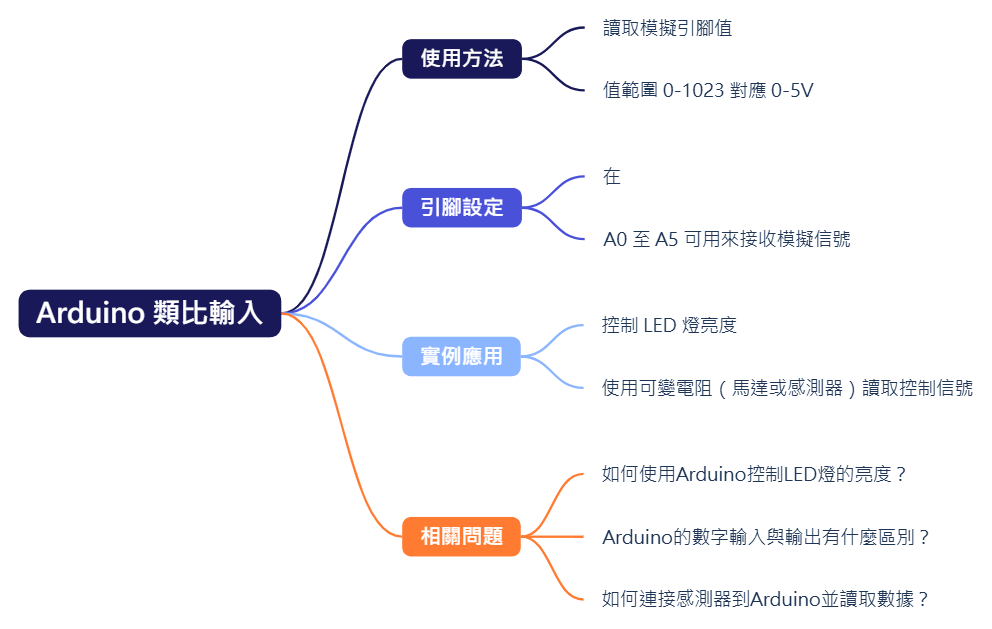 Arduino 類比輸入
使用方法
讀取模擬引腳值
值範圍 0-1023 對應 0-5V
引腳設定
在
A0 至 A5 可用來接收模擬信號
實例應用
控制 LED 燈亮度
使用可變電阻（馬達或感測器）讀取控制信號
相關問題
如何使用Arduino控制LED燈的亮度？
Arduino的數字輸入與輸出有什麼區別？
如何連接感測器到Arduino並讀取數據？